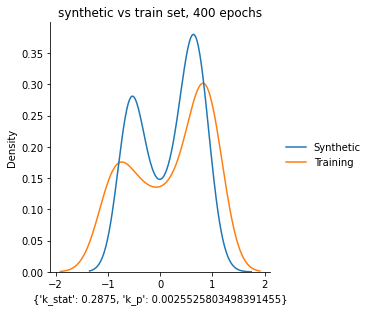 synthetic vs train set, 400 epochs
0.35
0.30
0.25
0.20
0.15
0.10
0.05
0.00
Density
Synthetic
Training
−2 −1 0 1 2
{'k_stat': 0.2875, 'k_p': 0.0025525803498391455}